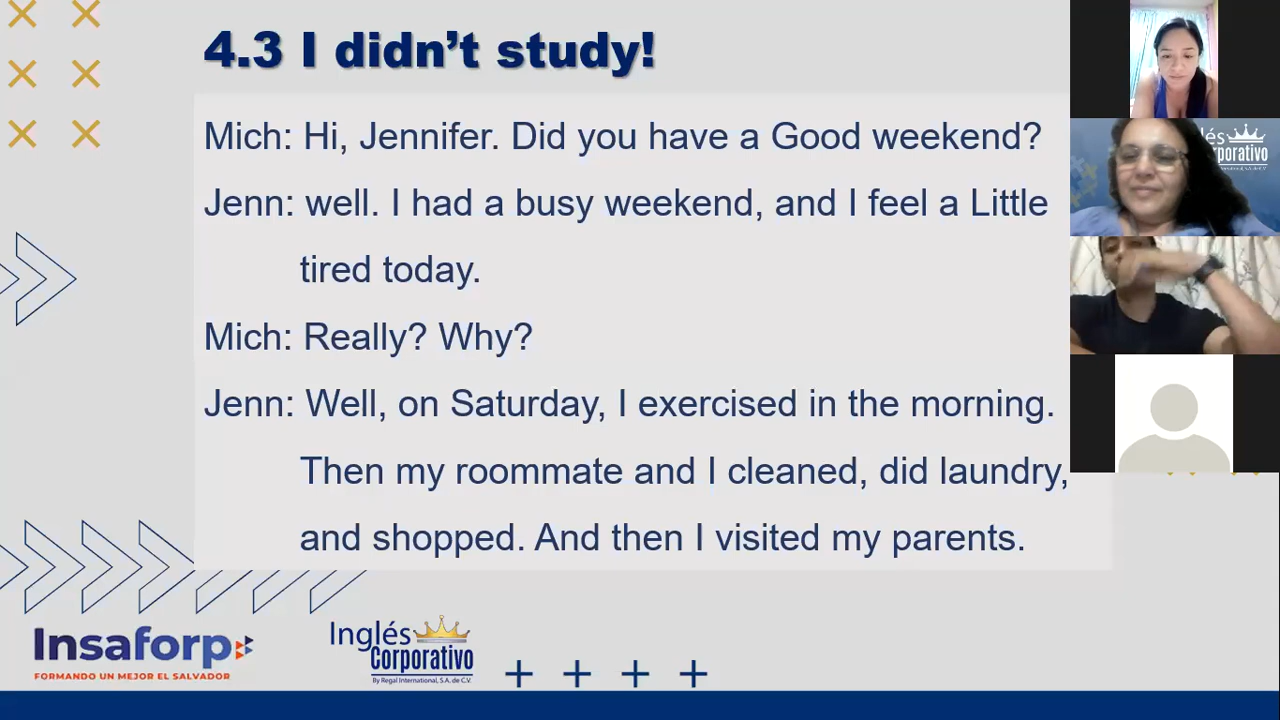 4.3 I didn't study!
Mich: Hi, Jennifer. Did you have a Good weekend?
Jenn: well. I had a busy weekend, and I feel a Little
tired today.
Mich: Really? Why?
Jenn: Well, on Saturday, I exercised in the morning.
Then my roommate and I cleaned, did laundry,
and shopped. And then I visited my parents.
Insaforp
FORMANDO UN MEJOR EL SALVADOR
Inglés
Corporativo
By Regal International, S.A. de C.V.
lés
rporativo